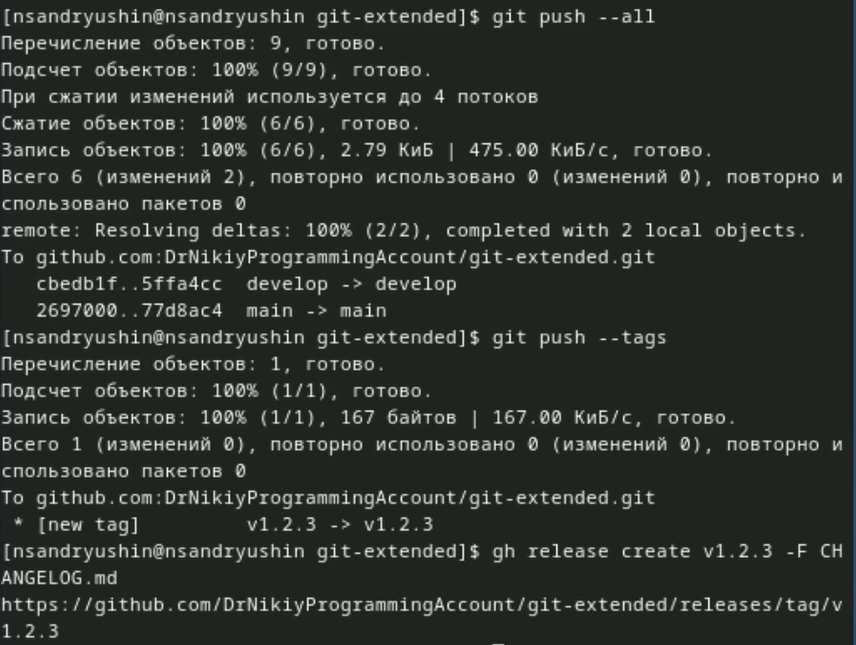 [nsandryushin@nsandryushin git-extended]$ git push --all
Перечисление объектов: 9, готово.
Подсчет объектов: 100% (9/9), готово.
При сжатии изменений используется до 4 потоков
Сжатие объектов: 100% (6/6), готово.
Запись объектов: 100% (6/6), 2.79 КиБ | 475.00 КиБ/с, готово.
Всего 6 (изменений 2), повторно использовано 0 (изменений 0), повторно и
спользовано пакетов 0
remote: Resolving deltas: 100% (2/2), completed with 2 local objects.
To github.com:DrNikiyProgrammingAccount/git-extended.git
   cbedb1f..5ffa4cc  develop -> develop
   2697000..77d8ac4  main -> main
[nsandryushin@nsandryushin git-extended]$ git push --tags
Перечисление объектов: 1, готово.
Подсчет объектов: 100% (1/1), готово.
Запись объектов: 100% (1/1), 167 байтов | 167.00 КиБ/с, готово.
Всего 1 (изменений 0), повторно использовано 0 (изменений 0), повторно и
спользовано пакетов 0
To github.com:DrNikiyProgrammingAccount/git-extended.git
 * [new tag]         v1.2.3 -> v1.2.3
[nsandryushin@nsandryushin git-extended]$ gh release create v1.2.3 -F CH
ANGELOG.md
https://github.com/DrNikiyProgrammingAccount/git-extended/releases/tag/v
1.2.3